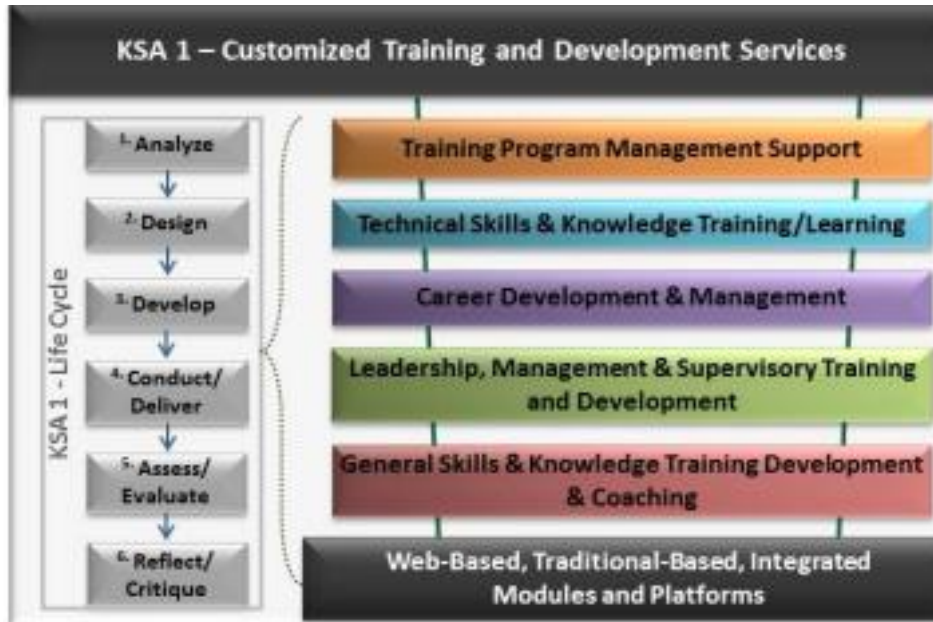 KSA 1 – Customized Training and Development Services
KSA 1 - Life Cycle
1. Analyze
2. Design
3. Develop
4. Conduct/
Deliver
5. Assess/
Evaluate
6. Reflect/
Critique
Training Program Management Support
Technical Skills & Knowledge Training/Learning
Career Development & Management
Leadership, Management & Supervisory Training
and Development
General Skills & Knowledge Training Development
& Coaching
Web-Based, Traditional-Based, Integrated
Modules and Platforms